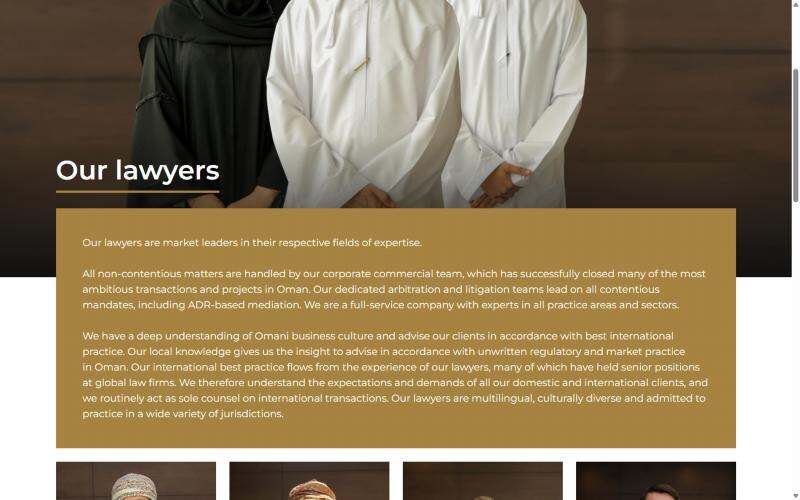 Our lawyers
Our lawyers are market leaders in their respective fields of expertise.
All non-contentious matters are handled by our corporate commercial team, which has successfully closed many of the most
ambitious transactions and projects in Oman. Our dedicated arbitration and litigation teams lead on all contentious
mandates, including ADR-based mediation. We are a full-service company with experts in all practice areas and sectors.
We have a deep understanding of Omani business culture and advise our clients in accordance with best international
practice. Our local knowledge gives us the insight to advise in accordance with unwritten regulatory and market practice
in Oman. Our international best practice flows from the experience of our lawyers, many of which have held senior positions
at global law firms. We therefore understand the expectations and demands of all our domestic and international clients, and
we routinely act as sole counsel on international transactions. Our lawyers are multilingual, culturally diverse and admitted to
practice in a wide variety of jurisdictions.